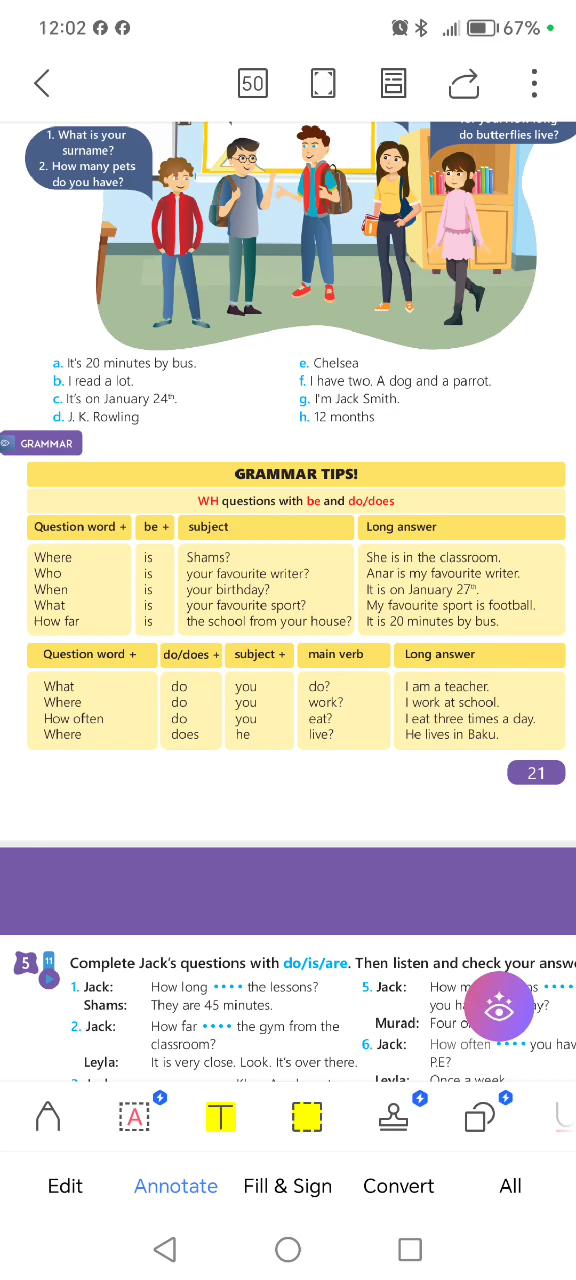 12:02
67%
50
1. What is your
surname?
2. How many pets
do you have?
do butterflies live?
a. It's 20 minutes by bus.
b. I read a lot.
c. It's on January 24th.
d. J. K. Rowling
e. Chelsea
f. I have two. A dog and a parrot.
g. I'm Jack Smith.
h. 12 months
GRAMMAR
GRAMMAR TIPS!
WH questions with be and do/does
Question word + be + subject Long answer
Where is Shams? She is in the classroom.
Who is your favourite writer? Anar is my favourite writer.
When is your birthday? It is on January 27th.
What is your favourite sport? My favourite sport is football.
How far is the school from your house? It is 20 minutes by bus.
Question word + do/does + subject + main verb Long answer
What do you do? I am a teacher.
Where do you work? I work at school.
How often do you eat? I eat three times a day.
Where does he live? He lives in Baku.
21
5 11 Complete Jack's questions with do/is/are. Then listen and check your
1. Jack: How long •••• the lessons?
Shams: They are 45 minutes.
2. Jack: How far •••• the gym from the
classroom?
Leyla: It is very close. Look. It's over there.
5. Jack: How ••••
you
Murad: Four
6. Jack: How often •••• you
P.E?
Leyla: Once a week
A
T
Edit
Annotate
Fill & Sign
Convert
All